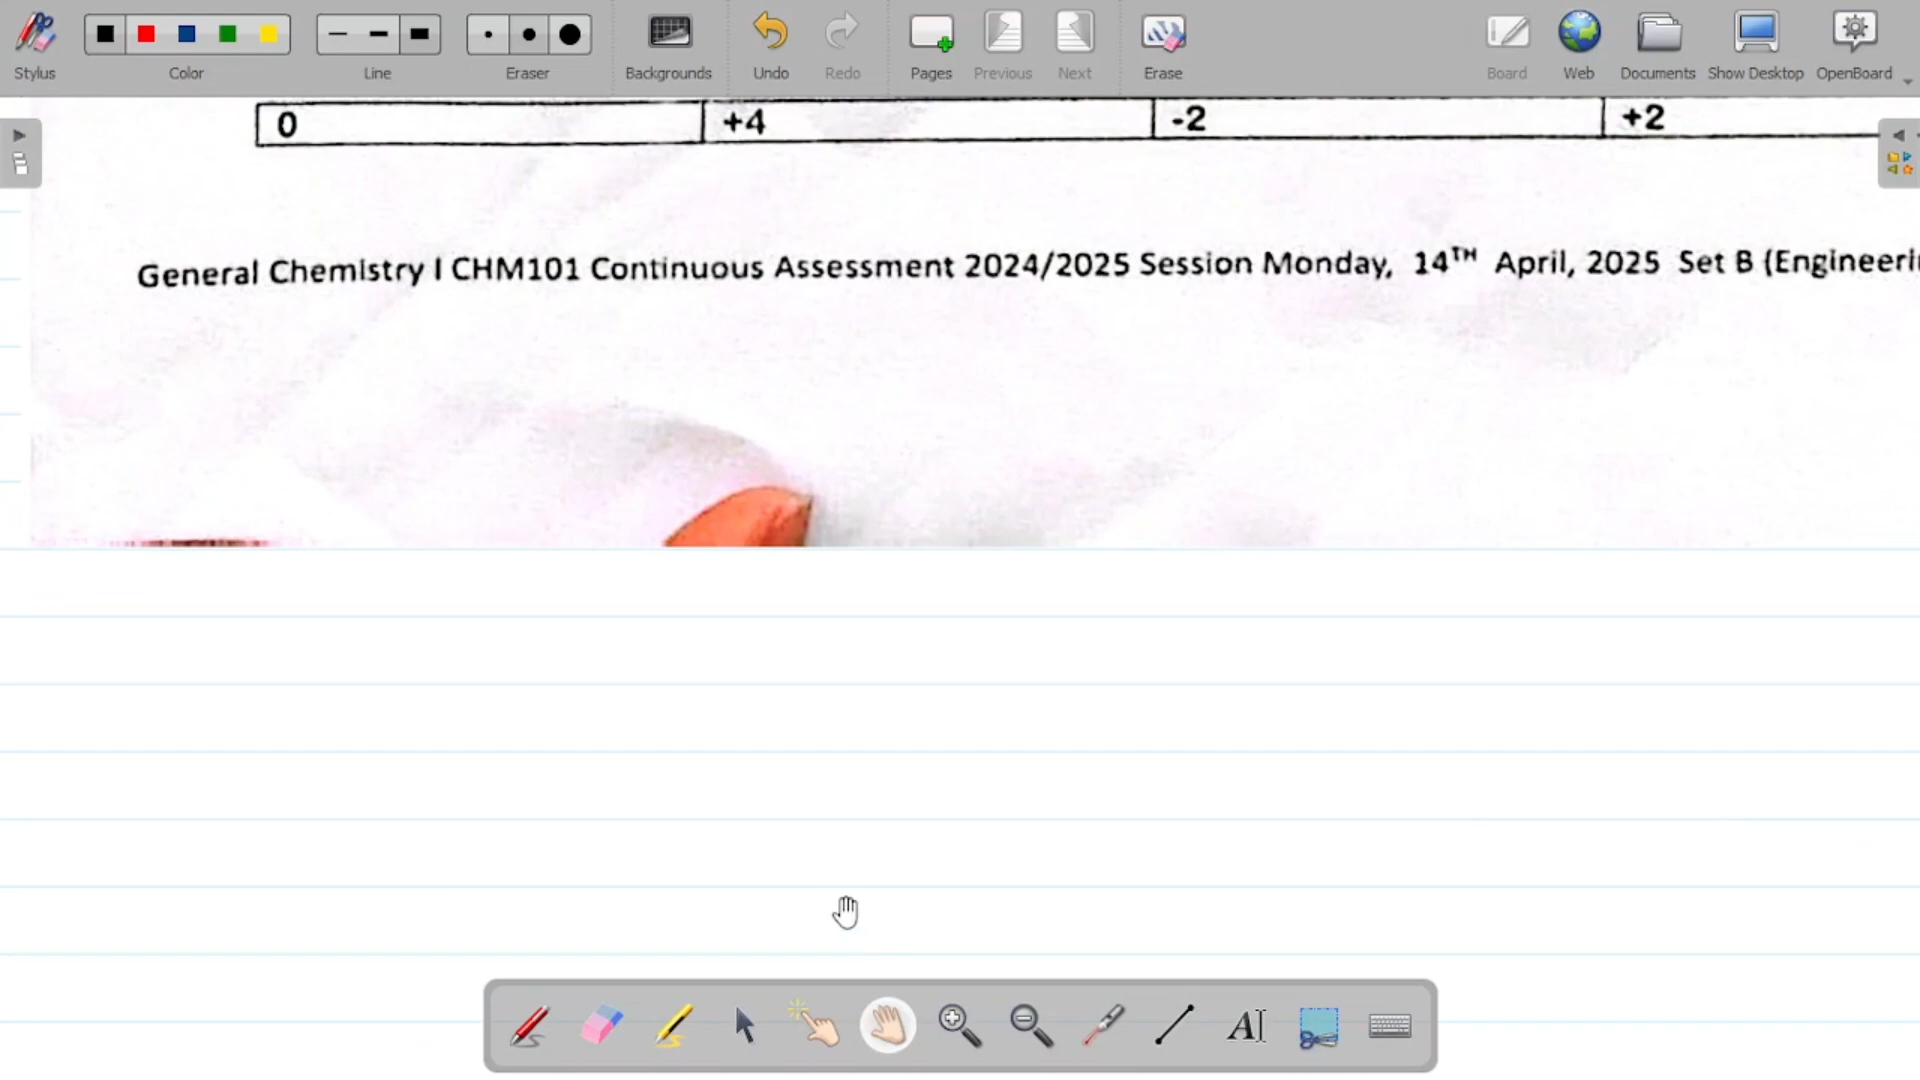 Stylus Color Line Eraser Backgrounds Undo Redo Pages Previous Next Erase Board Web Documents Show Desktop OpenBoard
0 +4 -2 +2
General Chemistry I CHM101 Continuous Assessment 2024/2025 Session Monday, 14TH April, 2025 Set B (Engineeri